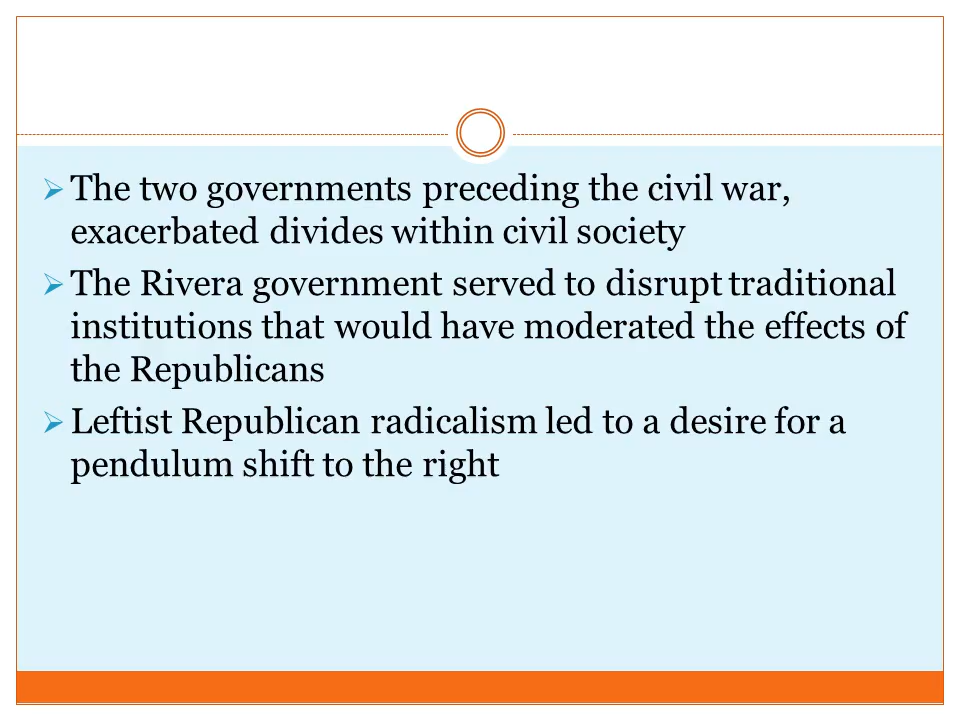 The two governments preceding the civil war,
exacerbated divides within civil society
The Rivera government served to disrupt traditional
institutions that would have moderated the effects of
the Republicans
Leftist Republican radicalism led to a desire for a
pendulum shift to the right